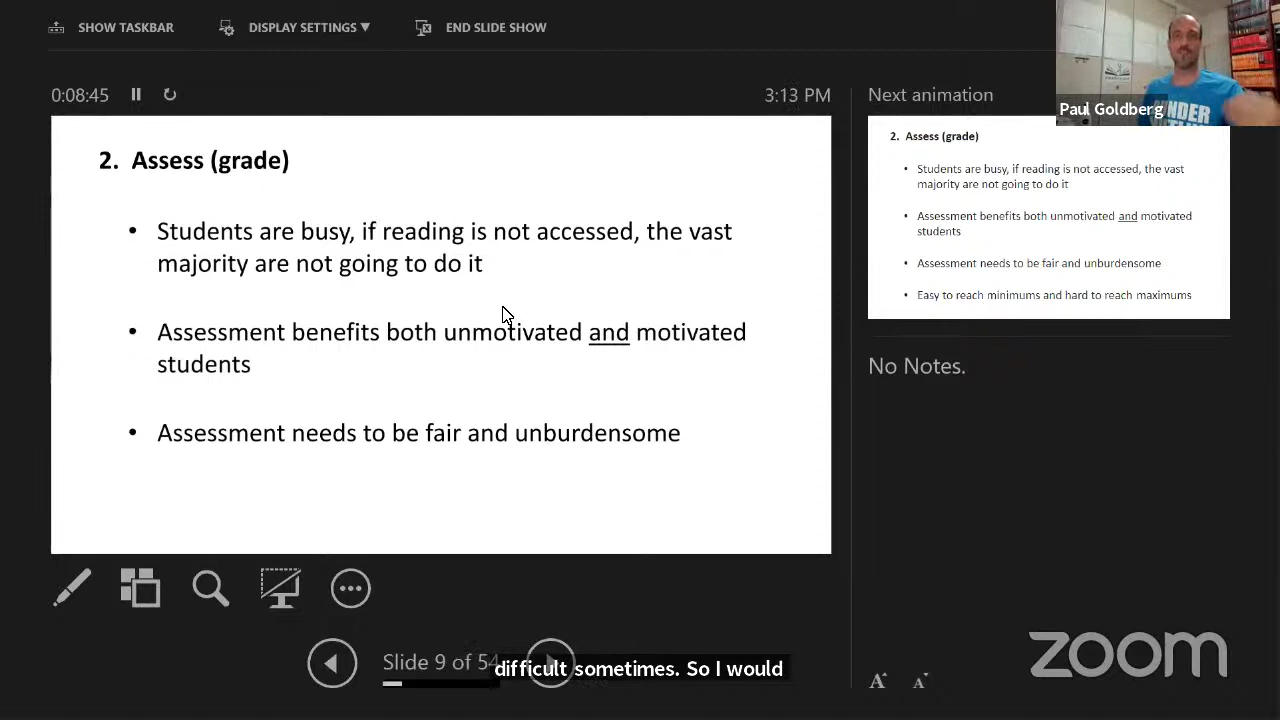 SHOW TASKBAR
DISPLAY SETTINGS ▼
END SLIDE SHOW
0:08:45
3:13 PM
Next animation
Paul Goldberg
2. Assess (grade)
• Students are busy, if reading is not accessed, the vast
majority are not going to do it
• Assessment benefits both unmotivated and motivated
students
• Assessment needs to be fair and unburdensome
2. Assess (grade)
• Students are busy, if reading is not accessed, the vast
majority are not going to do it
• Assessment benefits both unmotivated and motivated
students
• Assessment needs to be fair and unburdensome
• Easy to reach minimums and hard to reach maximums
No Notes.
Slide 9 of 54
difficult sometimes. So I would
A A
zoom